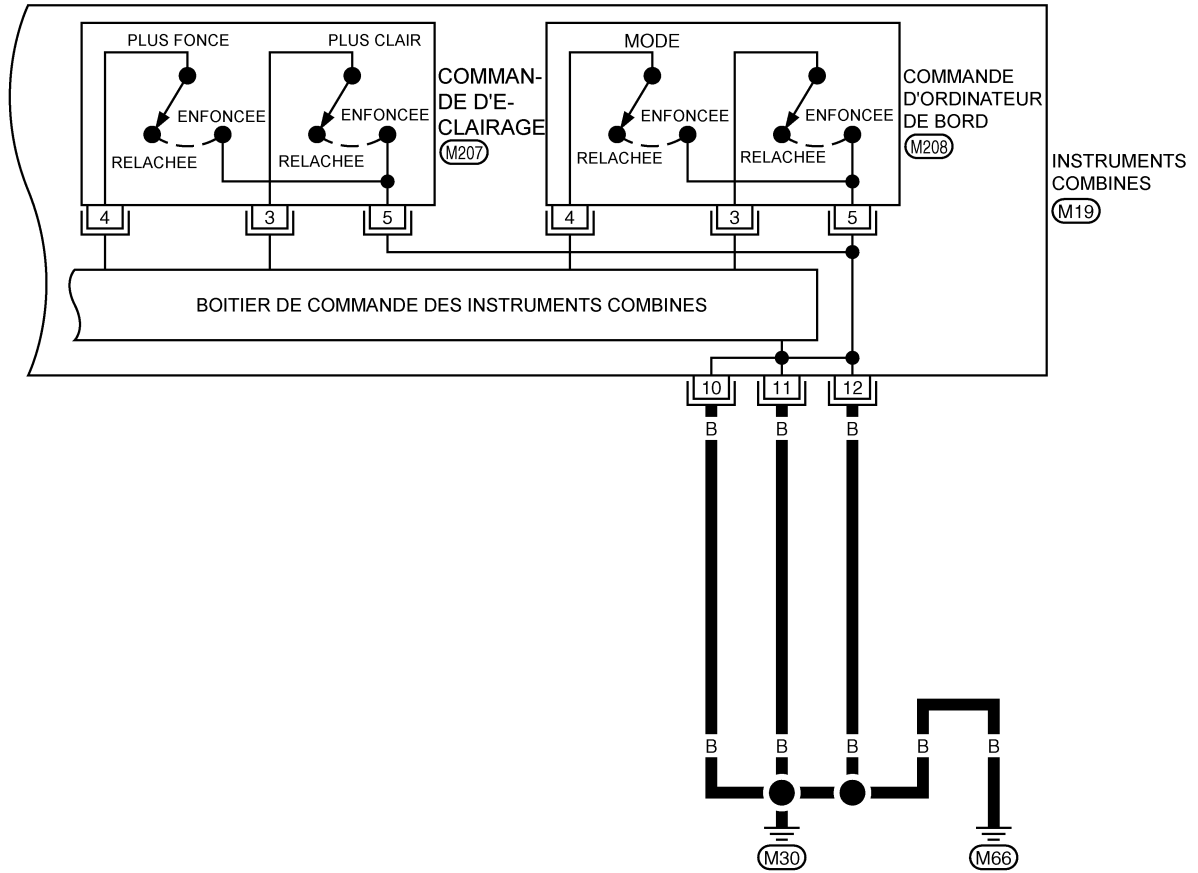 PLUS FONCE
PLUS CLAIR
ENFONCEE
RELACHEE
ENFONCEE
RELACHEE
COMMAN-
DE D'E-
CLAIRAGE
M207
MODE
ENFONCEE
RELACHEE
ENFONCEE
RELACHEE
COMMANDE
D'ORDINATEUR
DE BORD
M208
INSTRUMENTS
COMBINES
M19
4
3
5
4
3
5
BOITIER DE COMMANDE DES INSTRUMENTS COMBINES
10
11
12
B
B
B
B
B
B
B
B
M30
M66